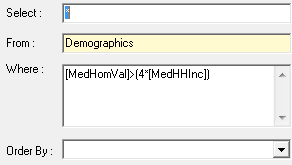 Select : *
From : Demographics
Where : [MedHomVal]>(4*[MedHHInc])
Order By :